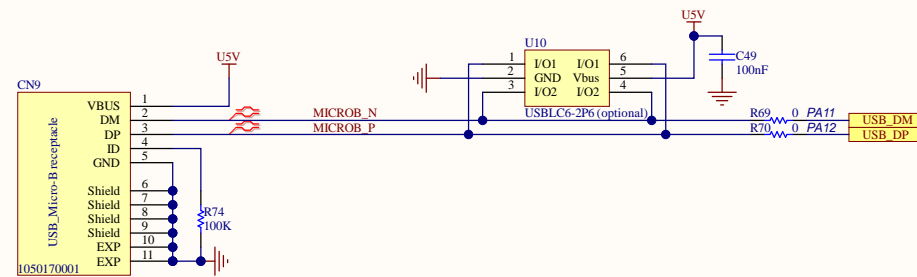 U5V
U10
U5V
1 I/O1 I/O1 6
2 GND Vbus 5
3 I/O2 I/O2 4
USBLC6-2P6 (optional)
C49
100nF
CN9
USB_Micro-B receptacle
VBUS 1
DM 2
DP 3
ID 4
GND 5
Shield 6
Shield 7
Shield 8
Shield 9
EXP 10
EXP 11
1050170001
MICROB_N
MICROB_P
R69 0 PA11 USB_DM
R70 0 PA12 USB_DP
R74
100K